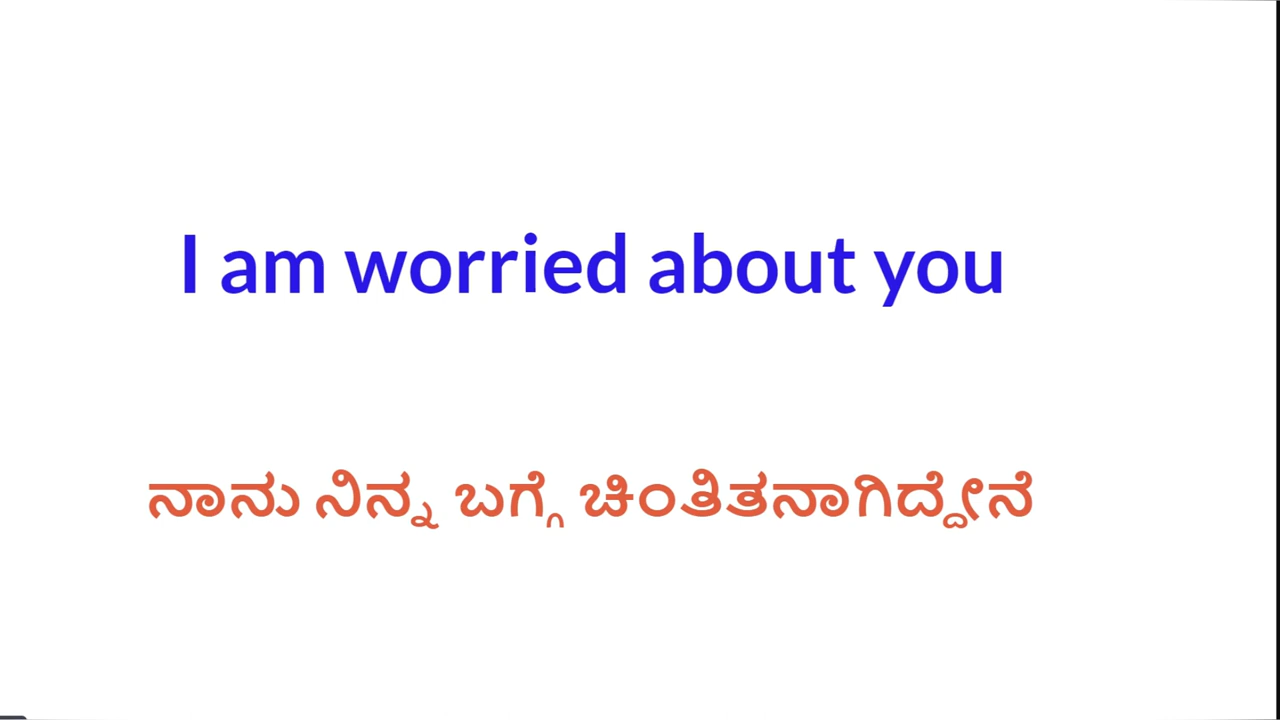 I am worried about you
ನಾನು ನಿನ್ನ ಬಗ್ಗೆ ಚಿಂತಿತನಾಗಿದ್ದೇನೆ